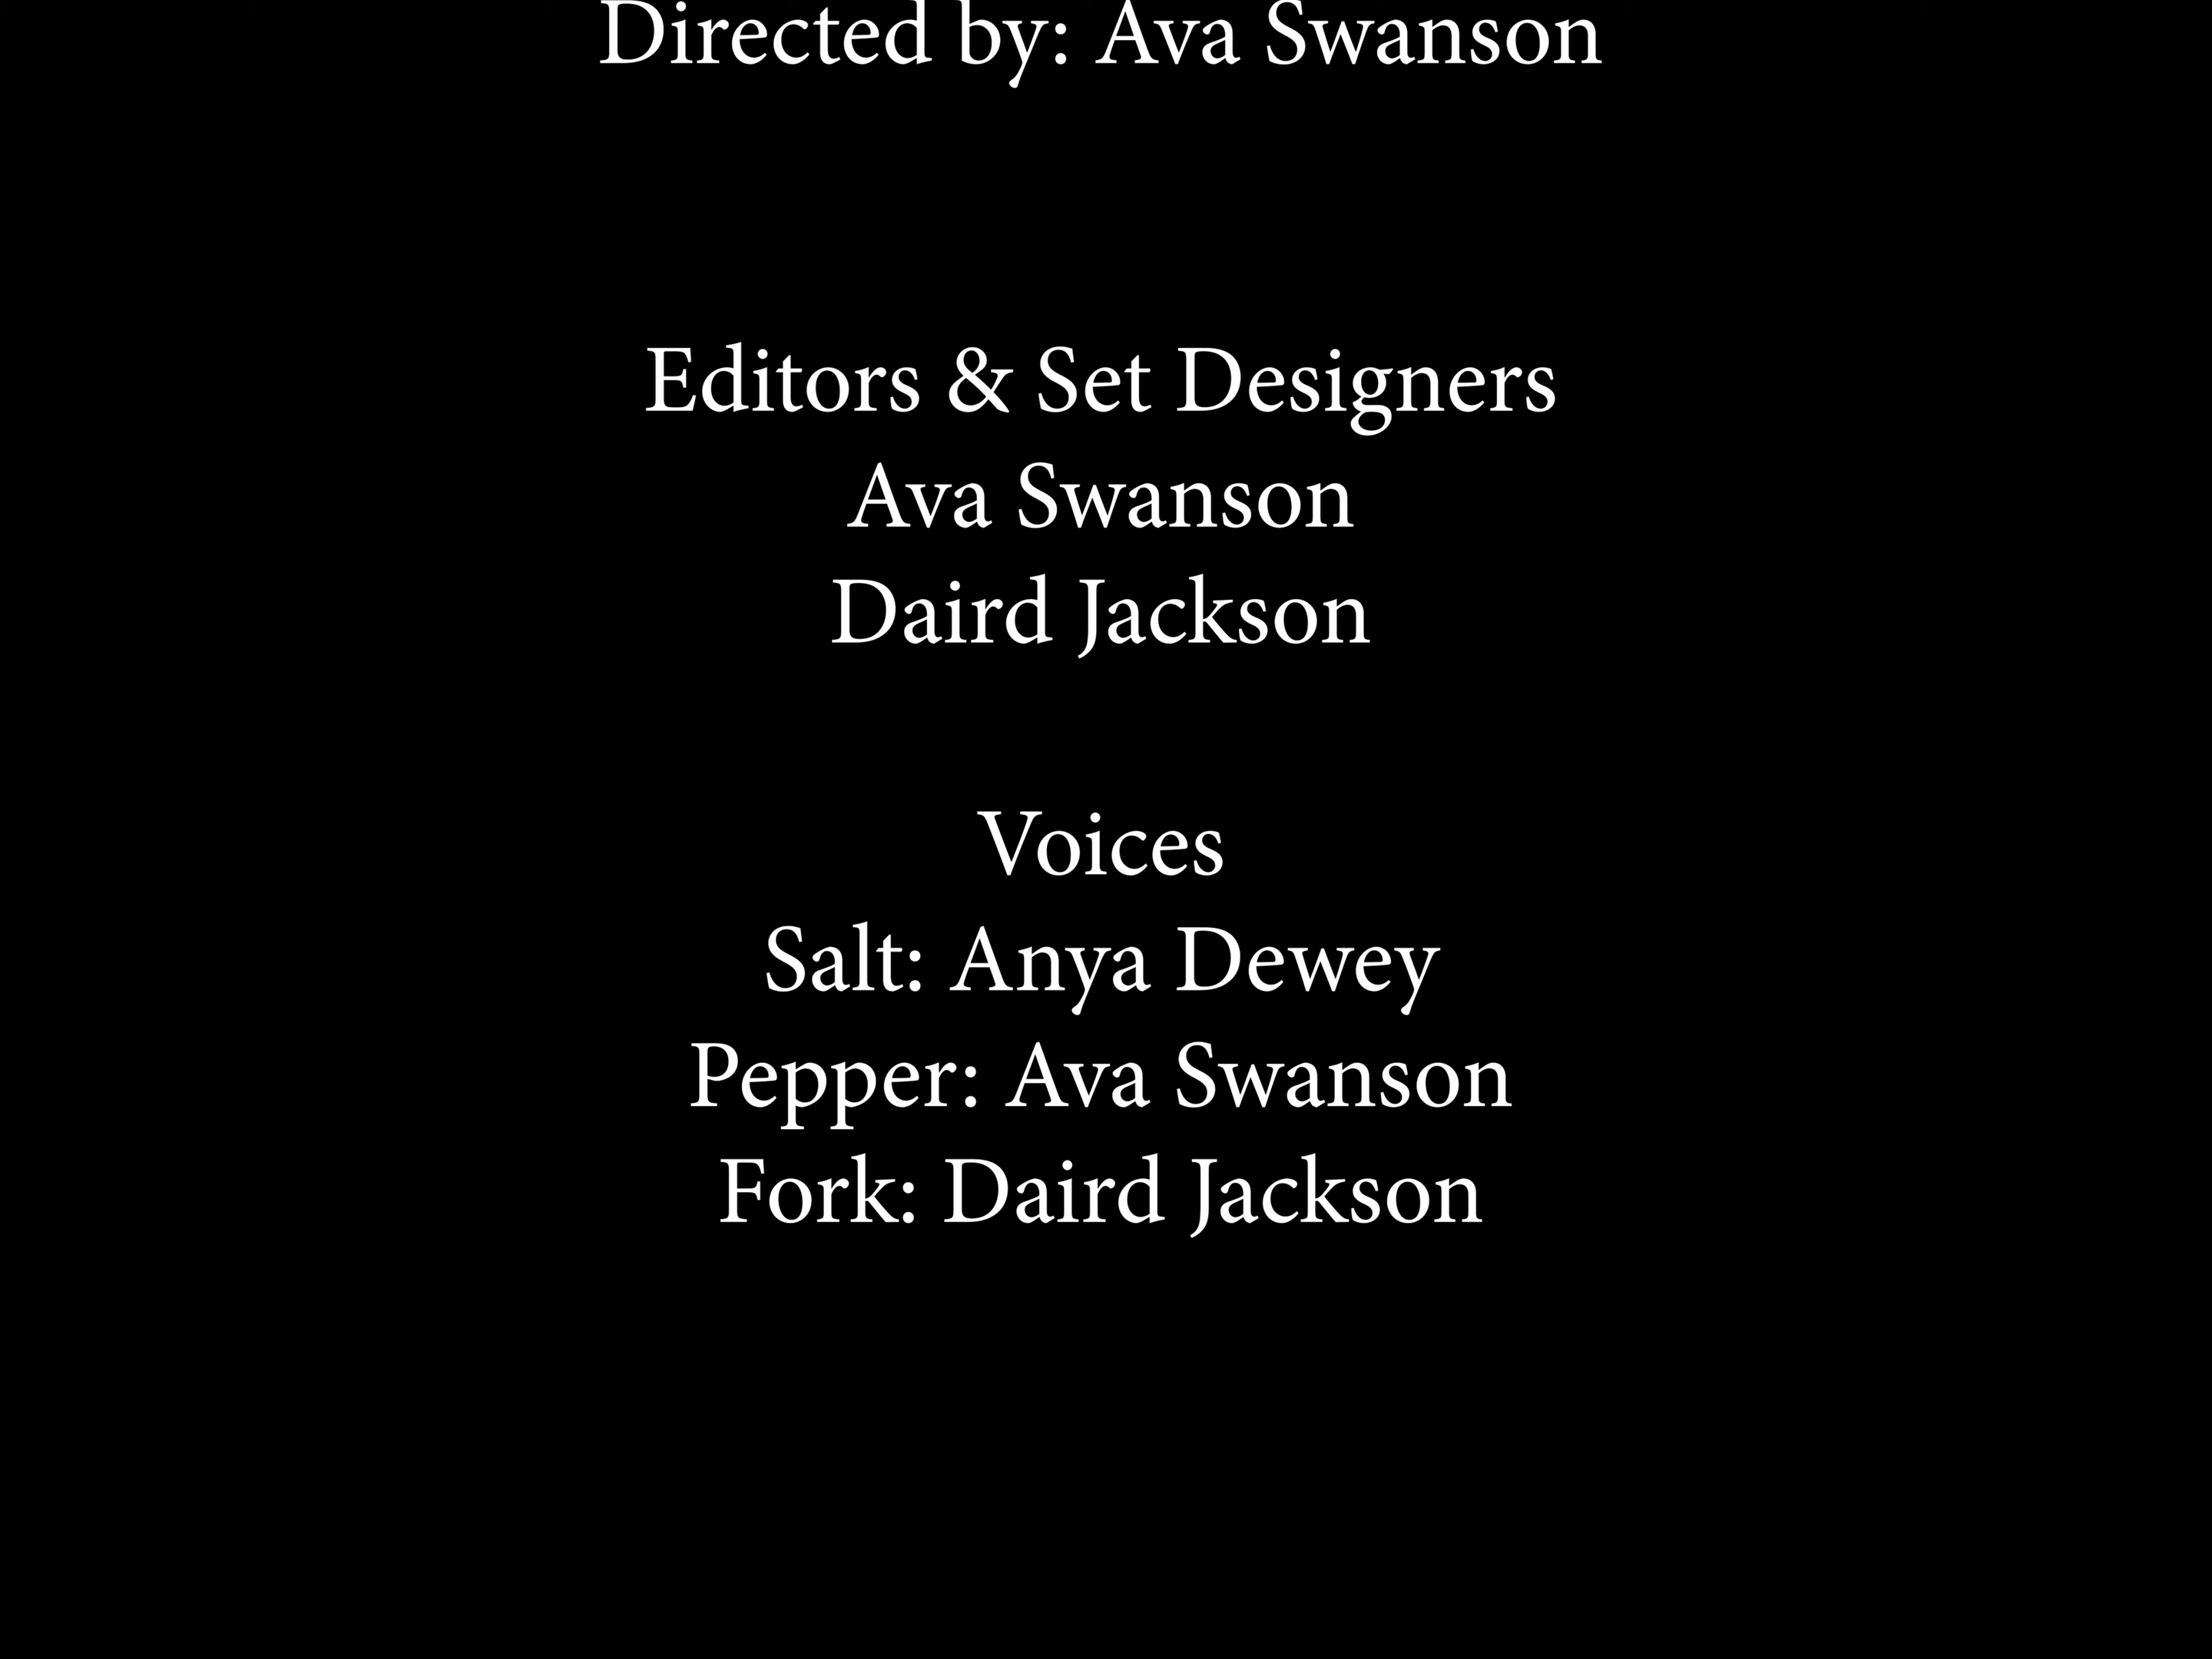 Directed by: Ava Swanson
Editors & Set Designers
Ava Swanson
Daird Jackson
Voices
Salt: Anya Dewey
Pepper: Ava Swanson
Fork: Daird Jackson